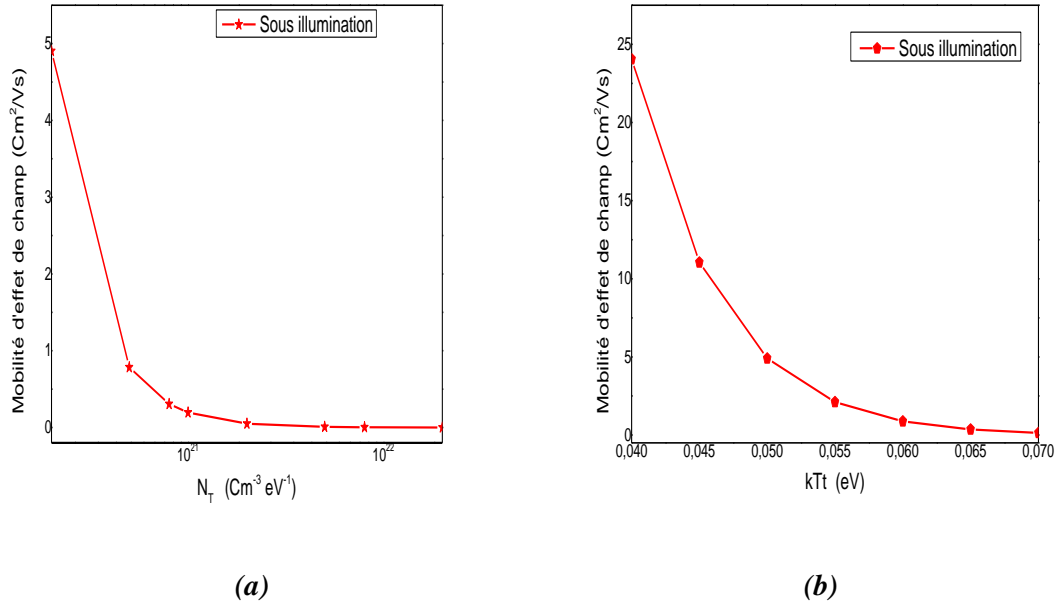 Sous illumination
Mobilité d'effet de champ (Cm²/Vs)
5
4
3
2
1
0
10²¹
10²²
N_T (Cm⁻³ eV⁻¹)
(a)
Sous illumination
Mobilité d'effet de champ (Cm²/Vs)
25
20
15
10
5
0
0,040 0,045 0,050 0,055 0,060 0,065 0,070
kTt (eV)
(b)